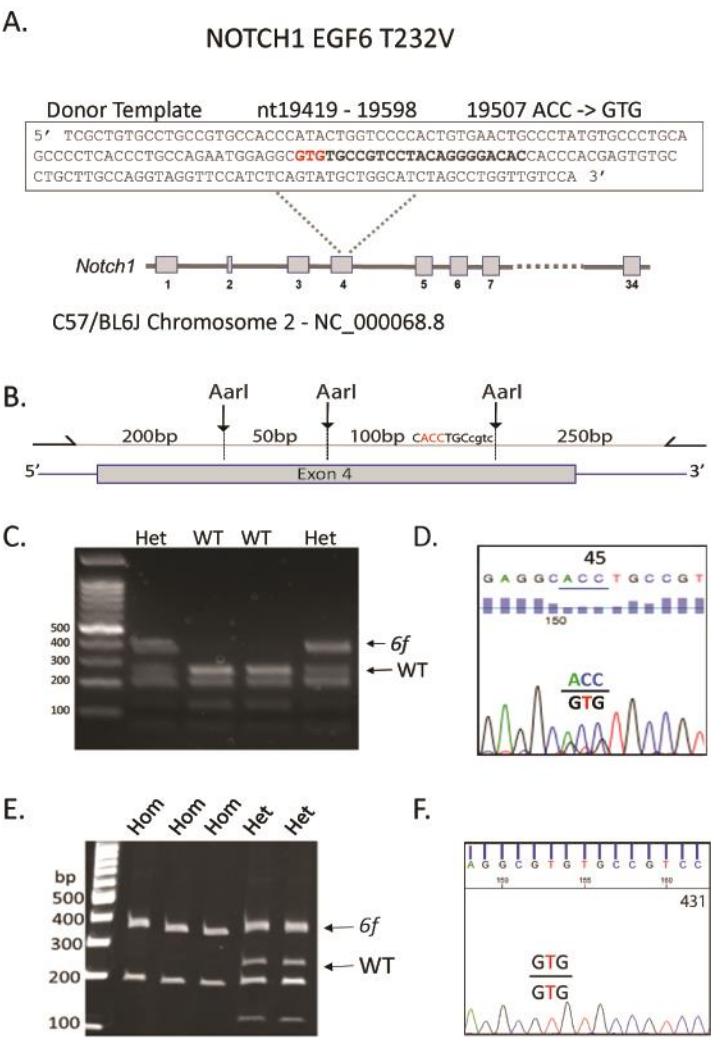 A.
NOTCH1 EGF6 T232V
Donor Template nt19419 - 19598 19507 ACC -> GTG
5' TCGCTGTGCCTGCCGTGCCACCCATACTGGTCCCCACTGTGAACTGCCCTATGTGCCCTGCA
GCCCCTCACCCTGCCAGAATGGAGGCGTGTGCCGTCCTACAGGGGACACCACCCACGAGTGTGC
CTGCTTGCCAGGTAGGTTCCATCTCAGTATGCTGGCATCTAGCCTGGTTGTCCA 3'
Notch1
1 2 3 4 5 6 7 34
C57/BL6J Chromosome 2 - NC_000068.8
B.
AarI AarI AarI
200bp 50bp 100bp CACCTGCcgtc 250bp
5' Exon 4 3'
C.
Het WT WT Het
500
400
300
200
100
6f
WT
D.
45
G A G G C A C C T G C C G T
150
ACC
GTG
E.
Hom Hom Hom Het Het
bp
500
400
300
200
100
6f
WT
F.
A G G C G T G T G C C G T C C
150 155 160
431
GTG
GTG